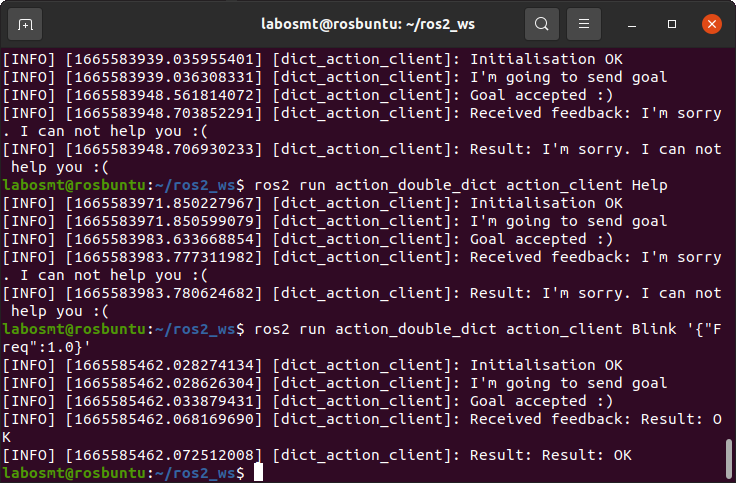 labosmt@rosbuntu: ~/ros2_ws
[INFO] [1665583939.035955401] [dict_action_client]: Initialisation OK
[INFO] [1665583939.036308331] [dict_action_client]: I'm going to send goal
[INFO] [1665583948.561814072] [dict_action_client]: Goal accepted :)
[INFO] [1665583948.703852291] [dict_action_client]: Received feedback: I'm sorry
. I can not help you :(
[INFO] [1665583948.706930233] [dict_action_client]: Result: I'm sorry. I can not
 help you :(
labosmt@rosbuntu:~/ros2_ws$ ros2 run action_double_dict action_client Help
[INFO] [1665583971.850227967] [dict_action_client]: Initialisation OK
[INFO] [1665583971.850599079] [dict_action_client]: I'm going to send goal
[INFO] [1665583983.633668854] [dict_action_client]: Goal accepted :)
[INFO] [1665583983.777311982] [dict_action_client]: Received feedback: I'm sorry
. I can not help you :(
[INFO] [1665583983.780624682] [dict_action_client]: Result: I'm sorry. I can not
 help you :(
labosmt@rosbuntu:~/ros2_ws$ ros2 run action_double_dict action_client Blink '{"F
req":1.0}'
[INFO] [1665585462.028274134] [dict_action_client]: Initialisation OK
[INFO] [1665585462.028626304] [dict_action_client]: I'm going to send goal
[INFO] [1665585462.033879431] [dict_action_client]: Goal accepted :)
[INFO] [1665585462.068169690] [dict_action_client]: Received feedback: Result: O
K
[INFO] [1665585462.072512008] [dict_action_client]: Result: Result: OK
labosmt@rosbuntu:~/ros2_ws$